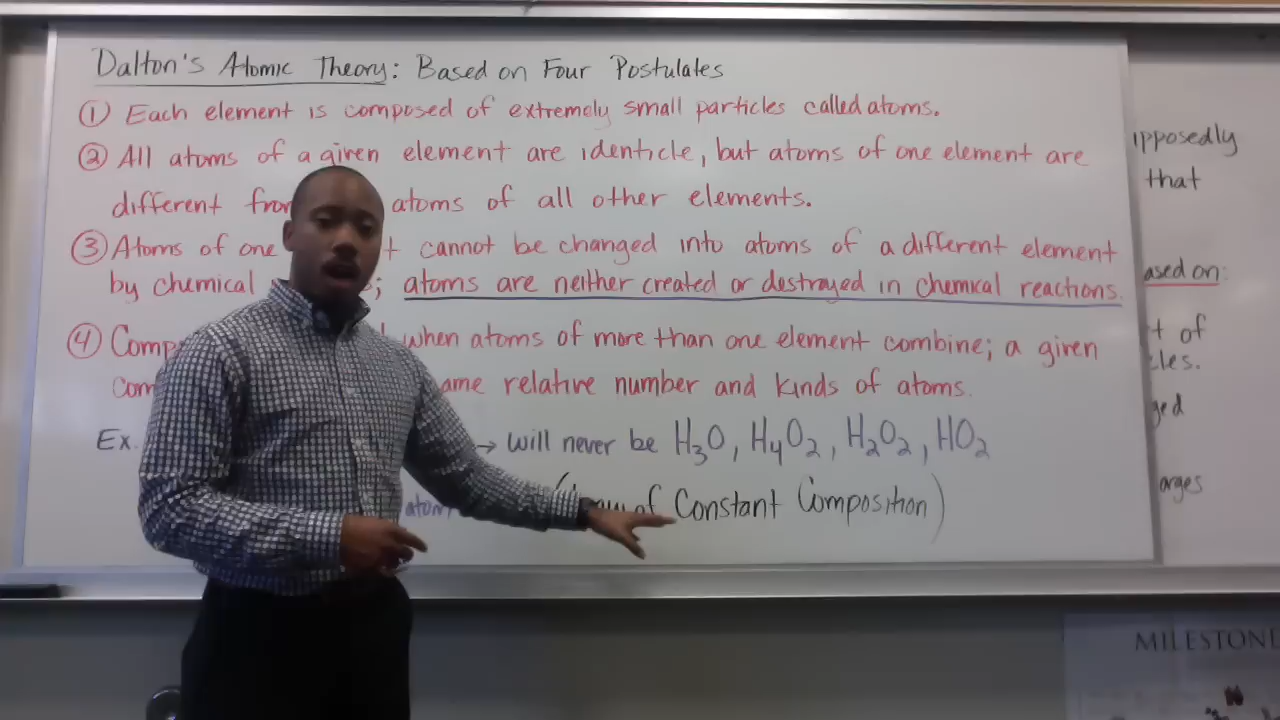 Dalton's Atomic Theory: Based on Four Postulates
① Each element is composed of extremely small particles called atoms.
② All atoms of a given element are identicle, but atoms of one element are
different atoms of all other elements.
③ Atoms of one cannot be changed into atoms of a different element
by chemical ; atoms are neither created or destrayed in chemical reactions.
④ when atoms of more than one element combine; a given
relative number and kinds of atoms.
Ex. → will never be H₃O, H₄O₂, H₂O₂, HO₂
of Constant Composition)
ipposedly
that
ased on:
t of
cles.
ged
arges
MILESTONE